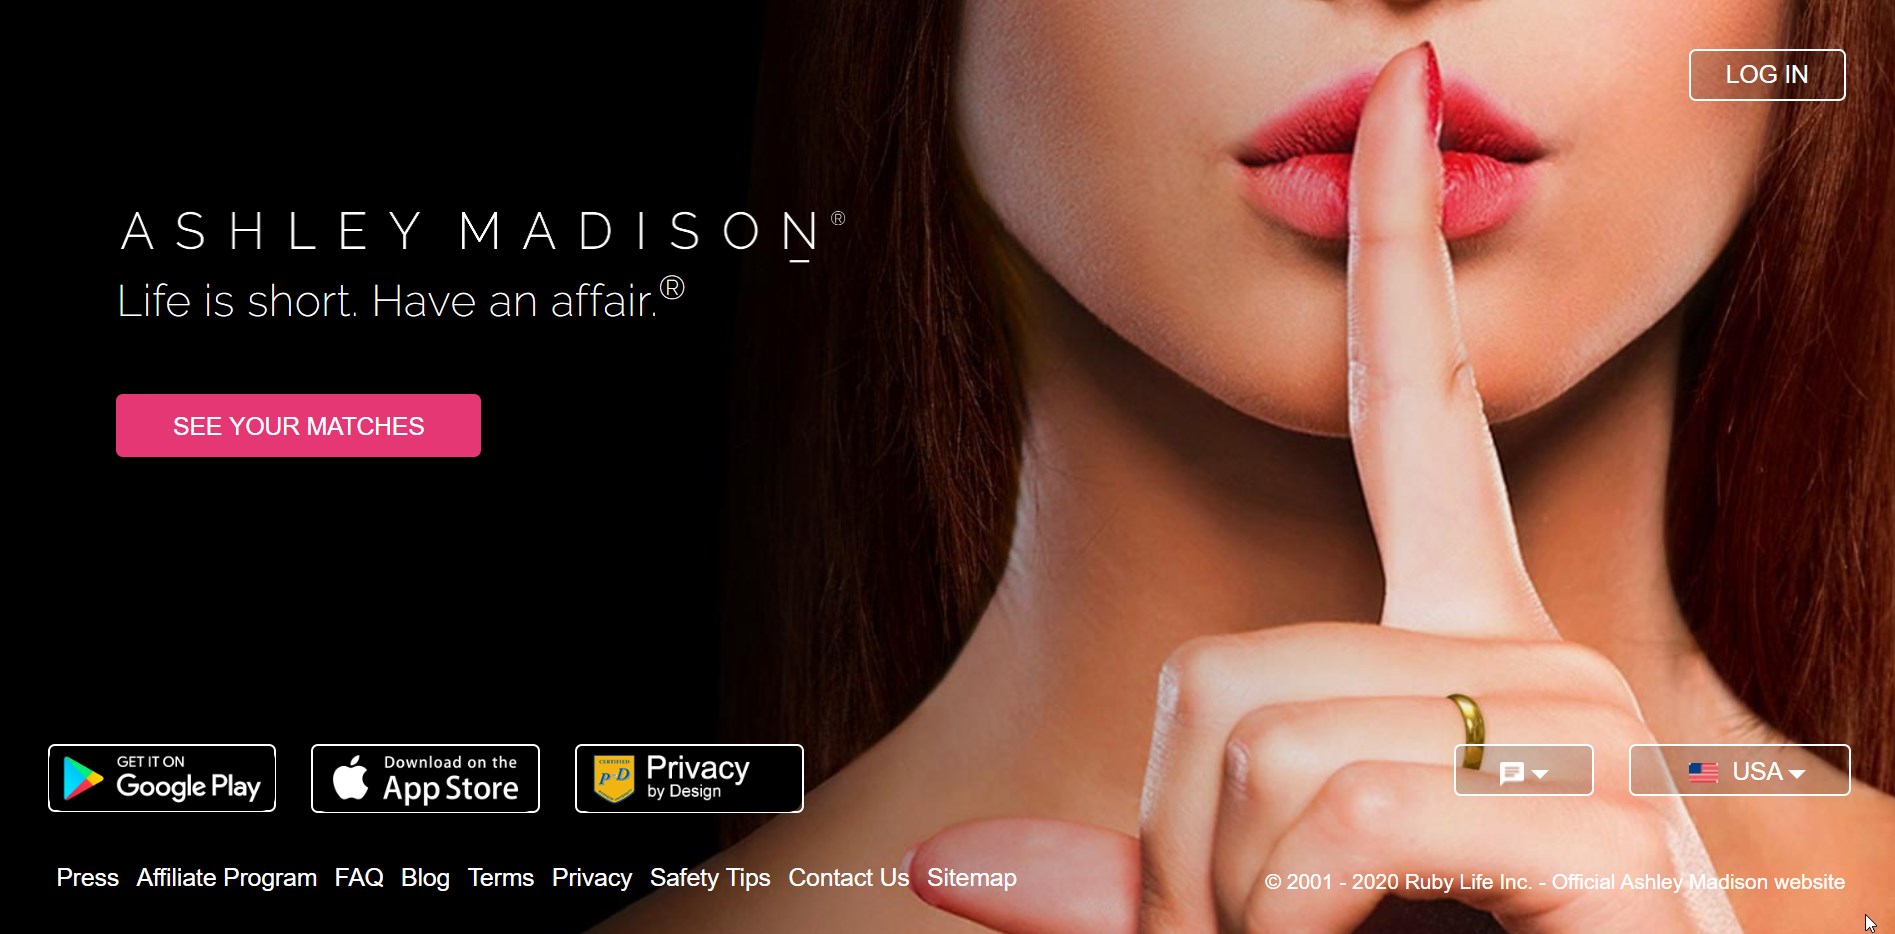 LOG IN
ASHLEY MADISON®
Life is short. Have an affair.®
SEE YOUR MATCHES
GET IT ON
Google Play
Download on the
App Store
CERTIFIED
P-D
Privacy
by Design
USA
Press Affiliate Program FAQ Blog Terms Privacy Safety Tips Contact Us Sitemap
© 2001 - 2020 Ruby Life Inc. - Official Ashley Madison website